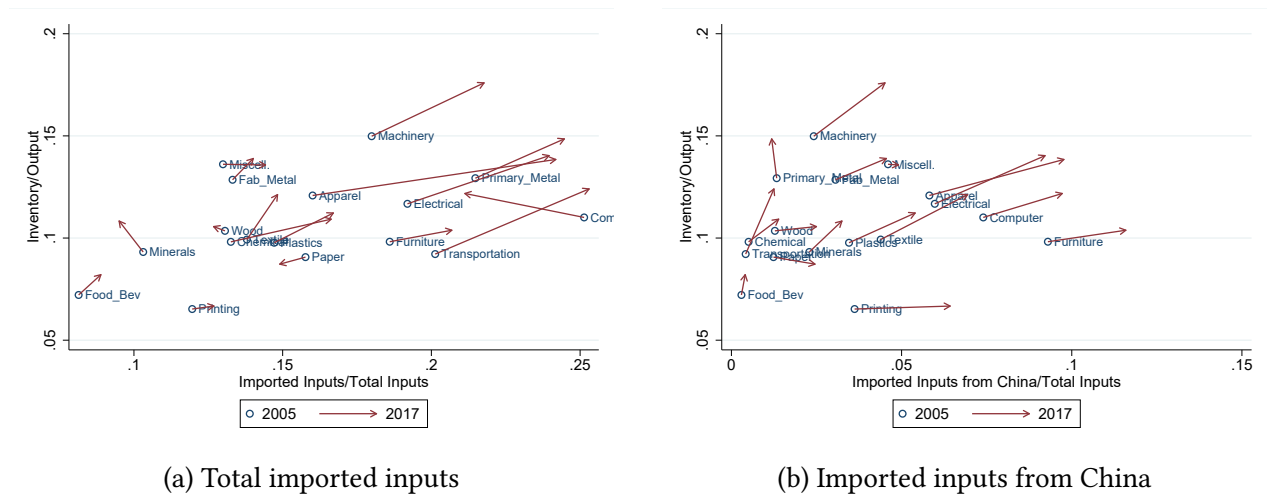 .2
.15
.1
.05
Inventory/Output
Machinery
Miscell.
Fab_Metal
Primary_Metal
Apparel
Electrical
Com
Wood
Chemical
Textile
Plastics
Furniture
Minerals
Paper
Transportation
Food_Bev
Printing
.1 .15 .2 .25
Imported Inputs/Total Inputs
2005 2017
(a) Total imported inputs
.2
.15
.1
.05
Inventory/Output
Machinery
Miscell.
Primary_Metal
Fab_Metal
Apparel
Electrical
Computer
Wood
Chemical
Plastics
Textile
Furniture
Transportation
Minerals
Paper
Food_Bev
Printing
0 .05 .1 .15
Imported Inputs from China/Total Inputs
2005 2017
(b) Imported inputs from China